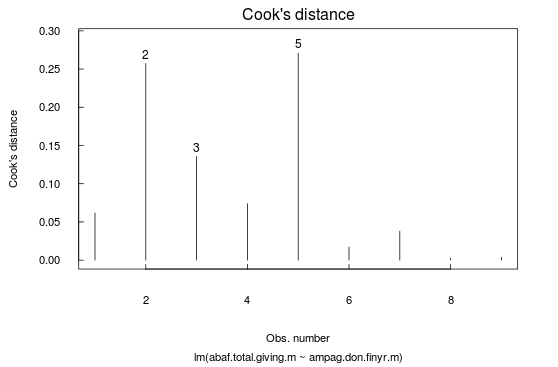 Cook's distance
0.30
0.25
0.20
0.15
0.10
0.05
0.00
Cook's distance
2
3
5
2 4 6 8
Obs. number
lm(abaf.total.giving.m ~ ampag.don.finyr.m)